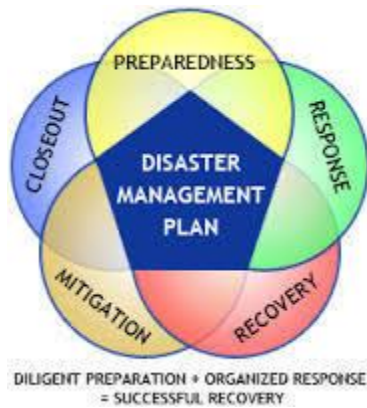 PREPAREDNESS
RESPONSE
RECOVERY
MITIGATION
CLOSEOUT
DISASTER
MANAGEMENT
PLAN
DILIGENT PREPARATION + ORGANIZED RESPONSE
= SUCCESSFUL RECOVERY